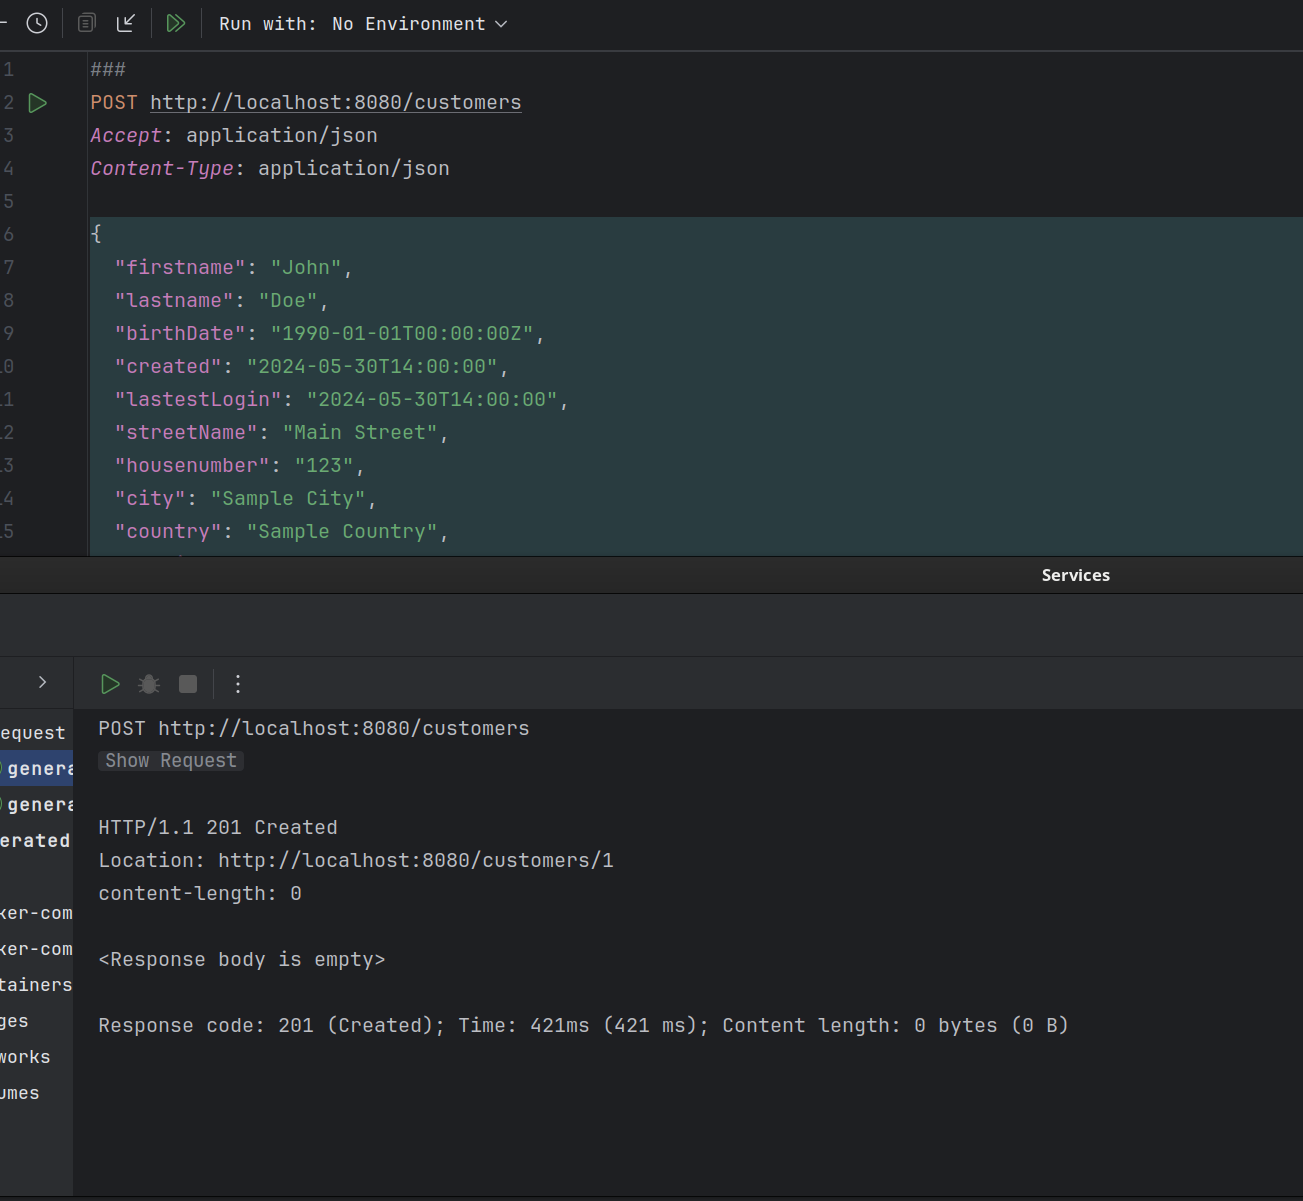 Run with: No Environment
1 ###
2 POST http://localhost:8080/customers
3 Accept: application/json
4 Content-Type: application/json
5
6 {
7 "firstname": "John",
8 "lastname": "Doe",
9 "birthDate": "1990-01-01T00:00:00Z",
10 "created": "2024-05-30T14:00:00",
11 "lastestLogin": "2024-05-30T14:00:00",
12 "streetName": "Main Street",
13 "housenumber": "123",
14 "city": "Sample City",
15 "country": "Sample Country",
Services
equest
genera
genera
erated
ker-com
ker-com
tainers
ges
works
umes
POST http://localhost:8080/customers
Show Request
HTTP/1.1 201 Created
Location: http://localhost:8080/customers/1
content-length: 0
<Response body is empty>
Response code: 201 (Created); Time: 421ms (421 ms); Content length: 0 bytes (0 B)